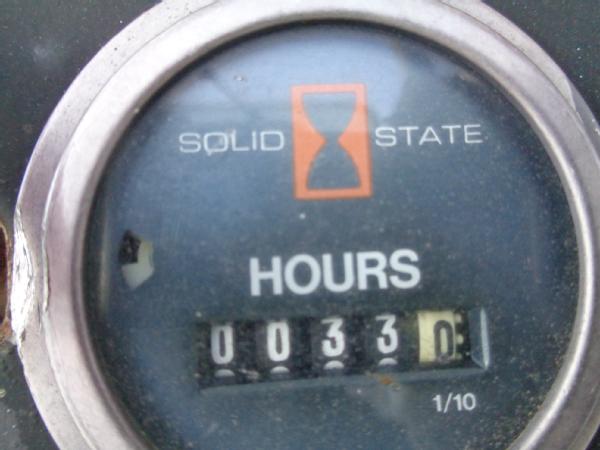 SOLID STATE
HOURS
00330
1/10